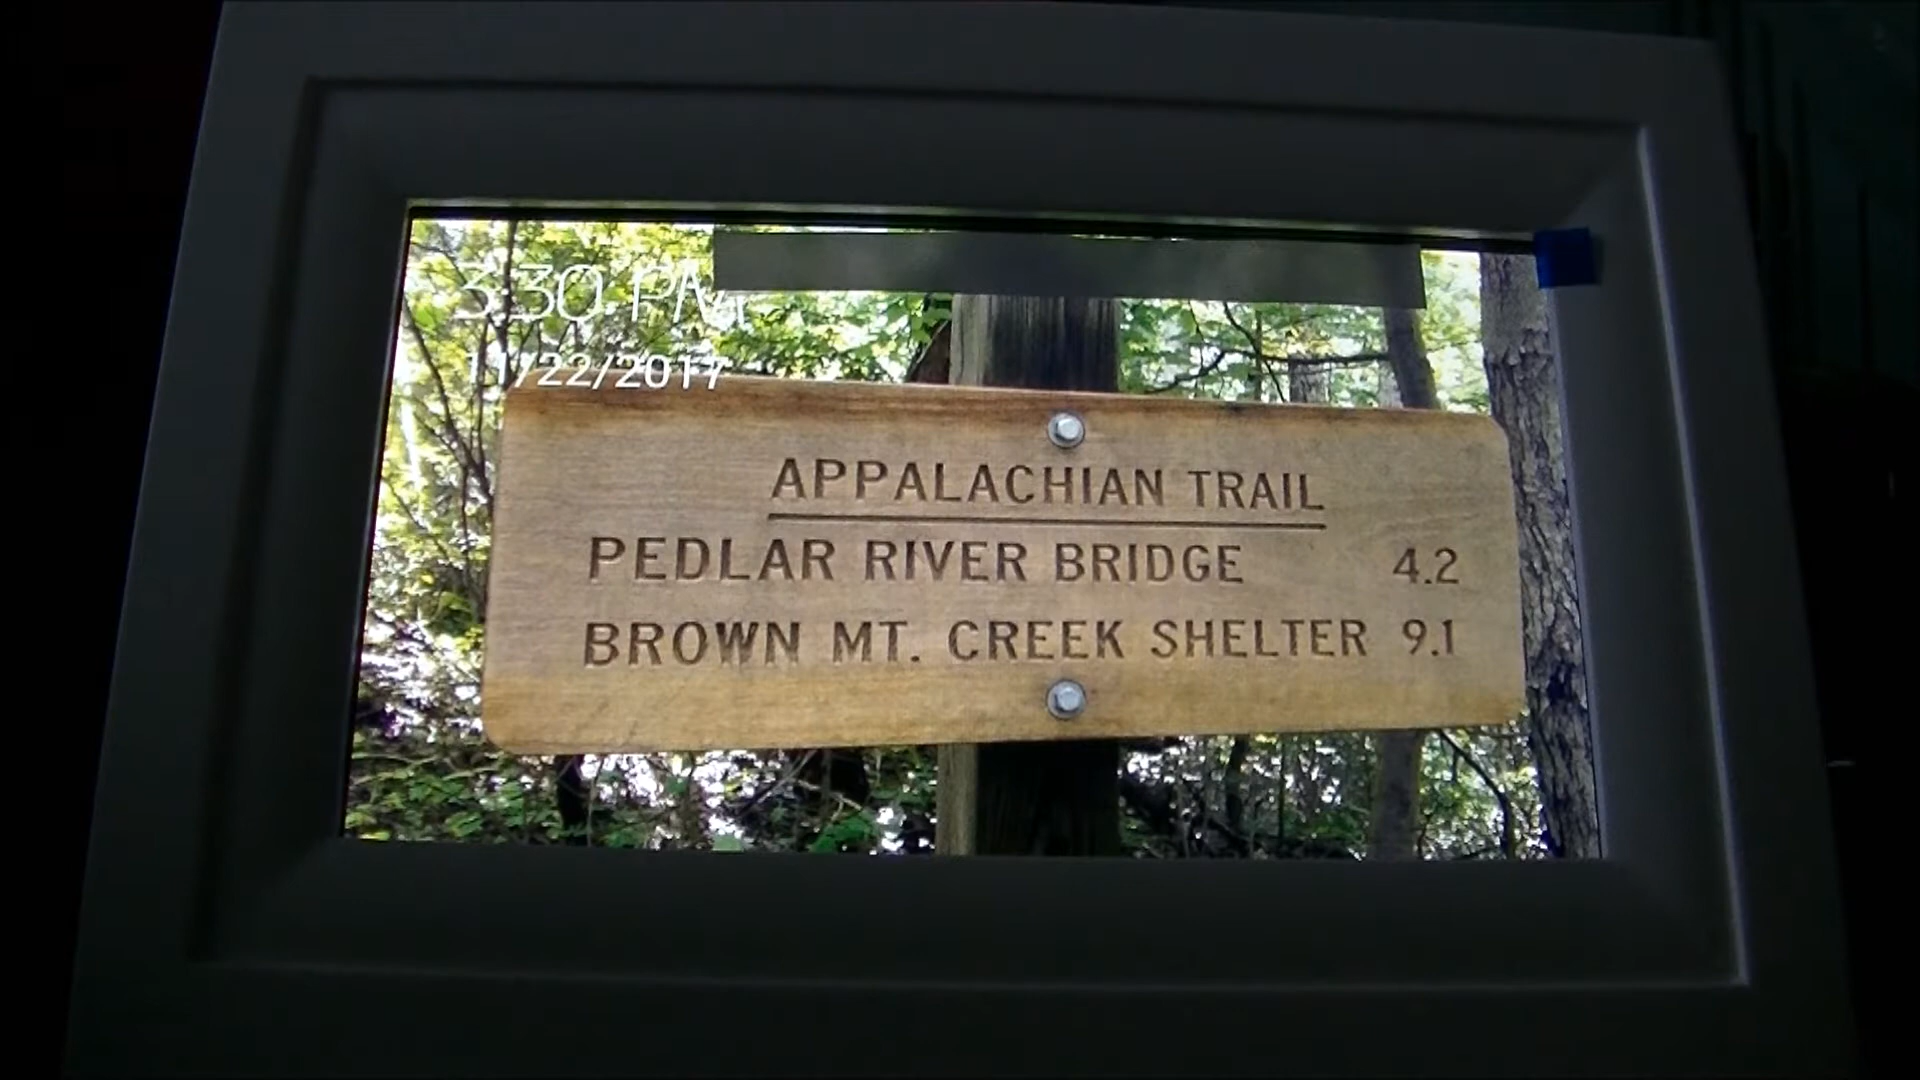 3:30 PM
11/22/2017
APPALACHIAN TRAIL
PEDLAR RIVER BRIDGE 4.2
BROWN MT. CREEK SHELTER 9.1